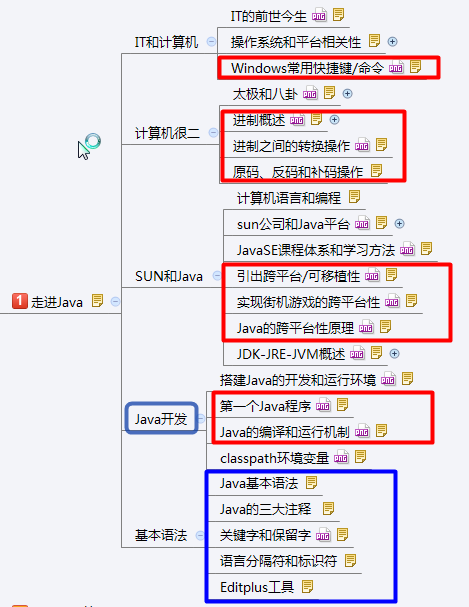 IT的前世今生
IT和计算机
操作系统和平台相关性
Windows常用快捷键/命令
太极和八卦
计算机很二
进制概述
进制之间的转换操作
原码、反码和补码操作
计算机语言和编程
sun公司和Java平台
JavaSE课程体系和学习方法
SUN和Java
引出跨平台/可移植性
1 走进Java
实现街机游戏的跨平台性
Java的跨平台性原理
JDK-JRE-JVM概述
搭建Java的开发和运行环境
Java开发
第一个Java程序
Java的编译和运行机制
classpath环境变量
Java基本语法
Java的三大注释
基本语法
关键字和保留字
语言分隔符和标识符
Editplus工具